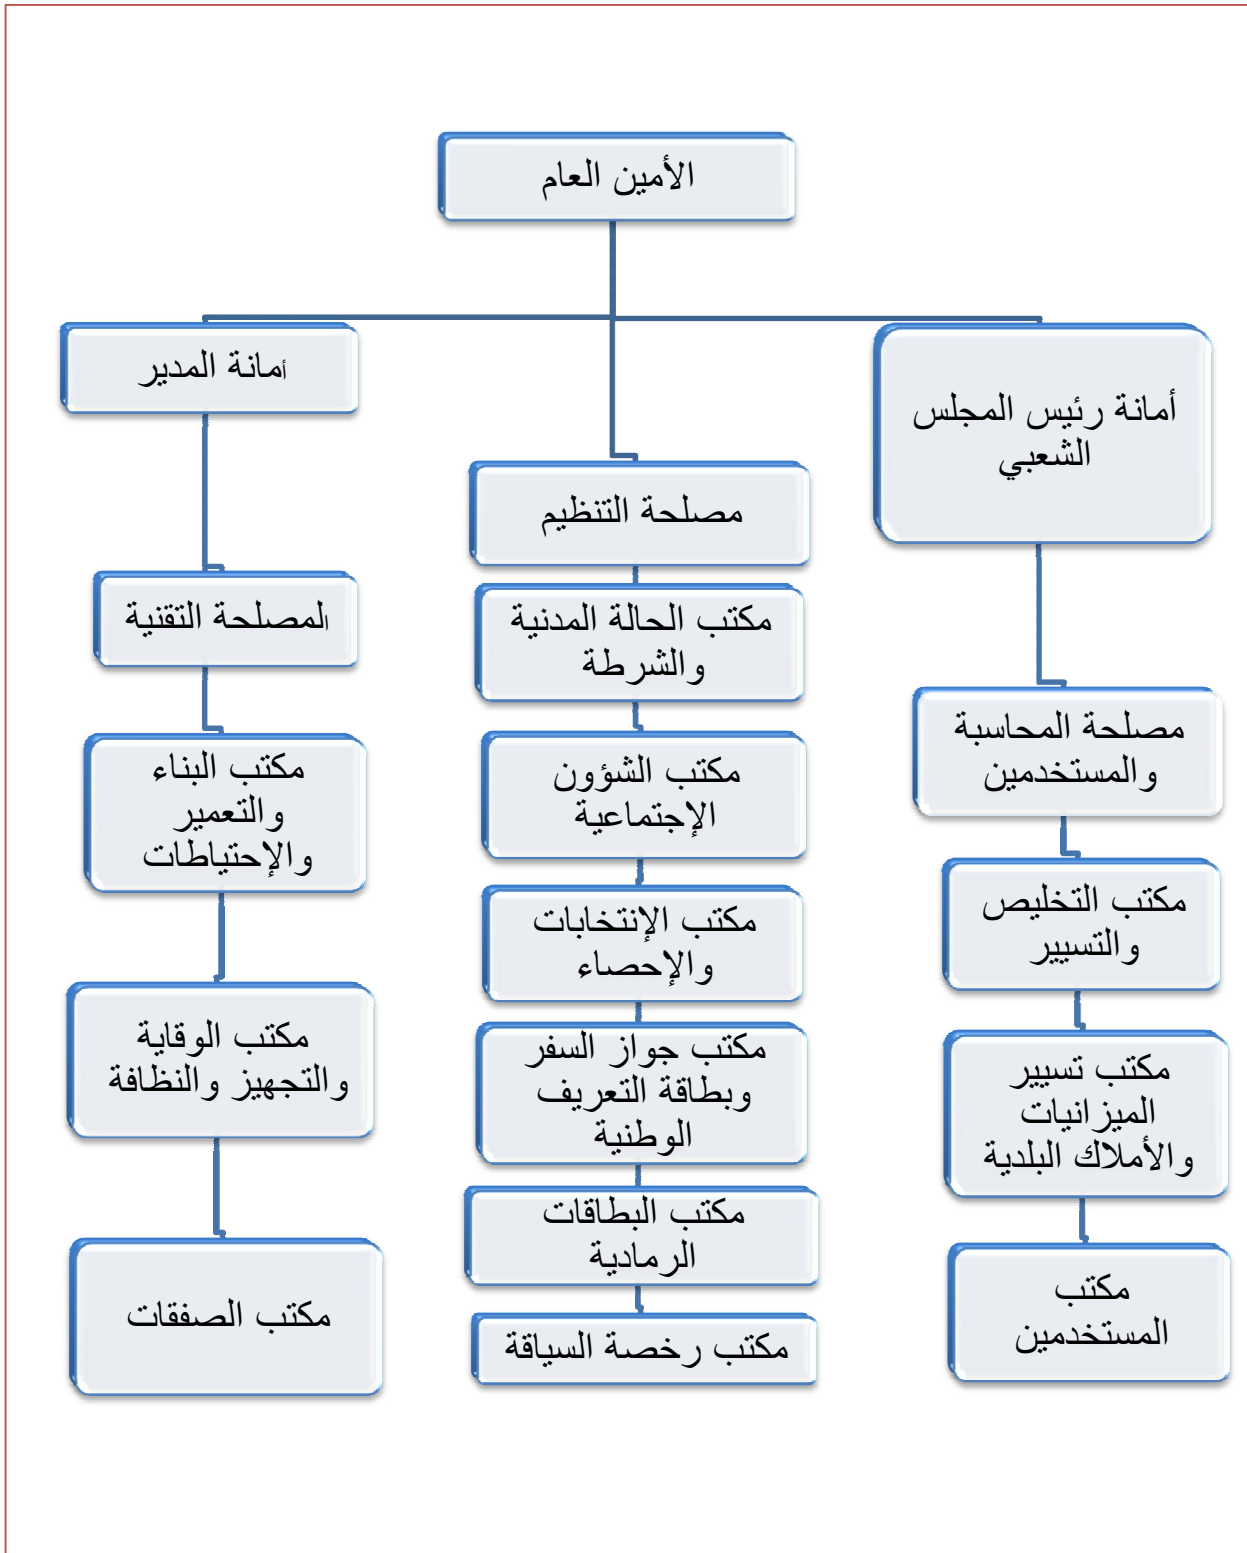 الأمين العام
أمانة رئيس المجلس
الشعبي
مصلحة المحاسبة
والمستخدمين
مكتب التخليص
والتسيير
مكتب تسيير
الميزانيات
والأملاك البلدية
مكتب
المستخدمين
مصلحة التنظيم
مكتب الحالة المدنية
والشرطة
مكتب الشؤون
الإجتماعية
مكتب الإنتخابات
والإحصاء
مكتب جواز السفر
وبطاقة التعريف
الوطنية
مكتب البطاقات
الرمادية
مكتب رخصة السياقة
أمانة المدير
المصلحة التقنية
مكتب البناء
والتعمير
والإحتياطات
مكتب الوقاية
والتجهيز والنظافة
مكتب الصفقات